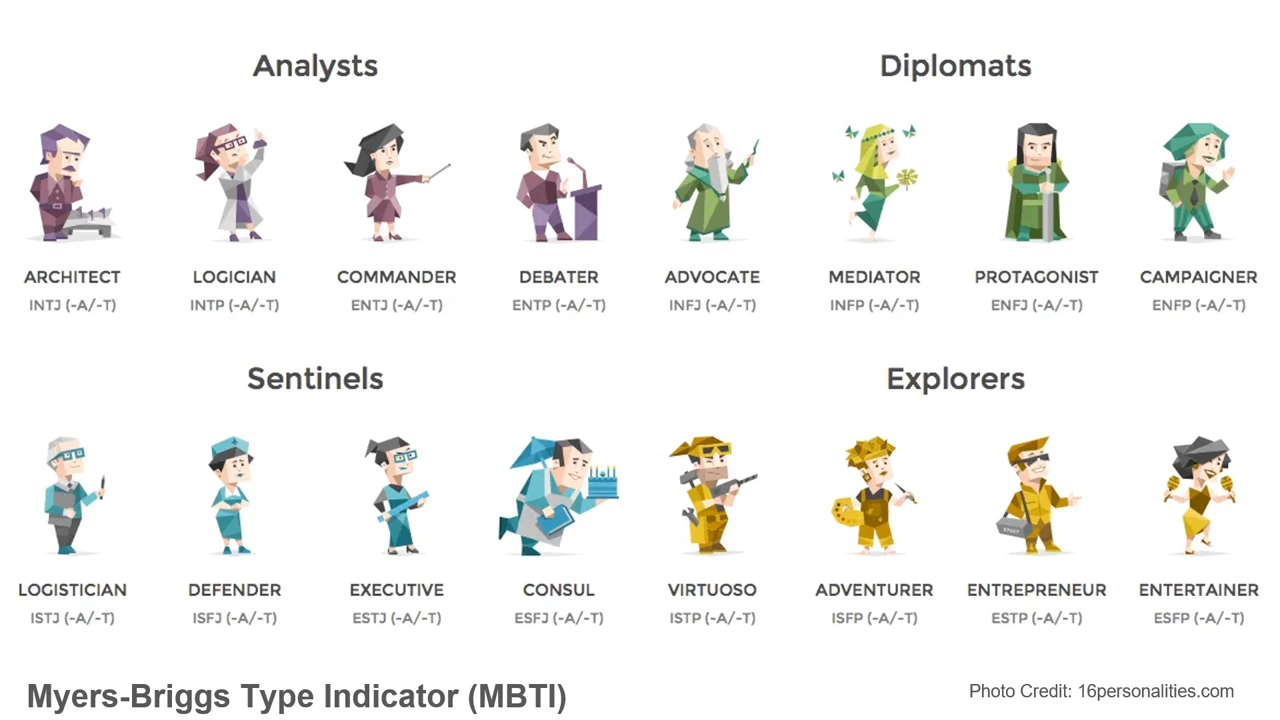 Analysts
Diplomats
ARCHITECT
LOGICIAN
COMMANDER
DEBATER
ADVOCATE
MEDIATOR
PROTAGONIST
CAMPAIGNER
INTJ (-A/-T)
INTP (-A/-T)
ENTJ (-A/-T)
ENTP (-A/-T)
INFJ (-A/-T)
INFP (-A/-T)
ENFJ (-A/-T)
ENFP (-A/-T)
Sentinels
Explorers
LOGISTICIAN
DEFENDER
EXECUTIVE
CONSUL
VIRTUOSO
ADVENTURER
ENTREPRENEUR
ENTERTAINER
ISTJ (-A/-T)
ISFJ (-A/-T)
ESTJ (-A/-T)
ESFJ (-A/-T)
ISTP (-A/-T)
ISFP (-A/-T)
ESTP (-A/-T)
ESFP (-A/-T)
Myers-Briggs Type Indicator (MBTI)
Photo Credit: 16personalities.com